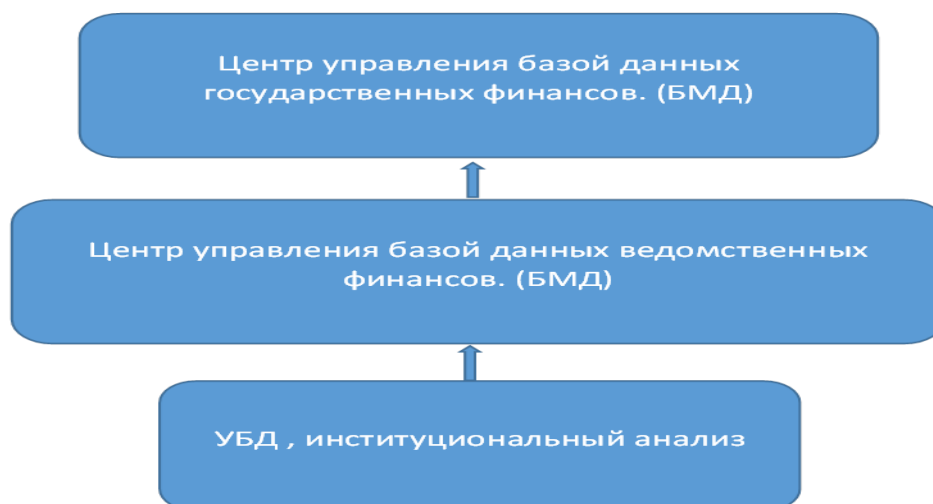 Центр управления базой данных
государственных финансов. (БМД)
Центр управления базой данных ведомственных
финансов. (БМД)
УБД , институциональный анализ